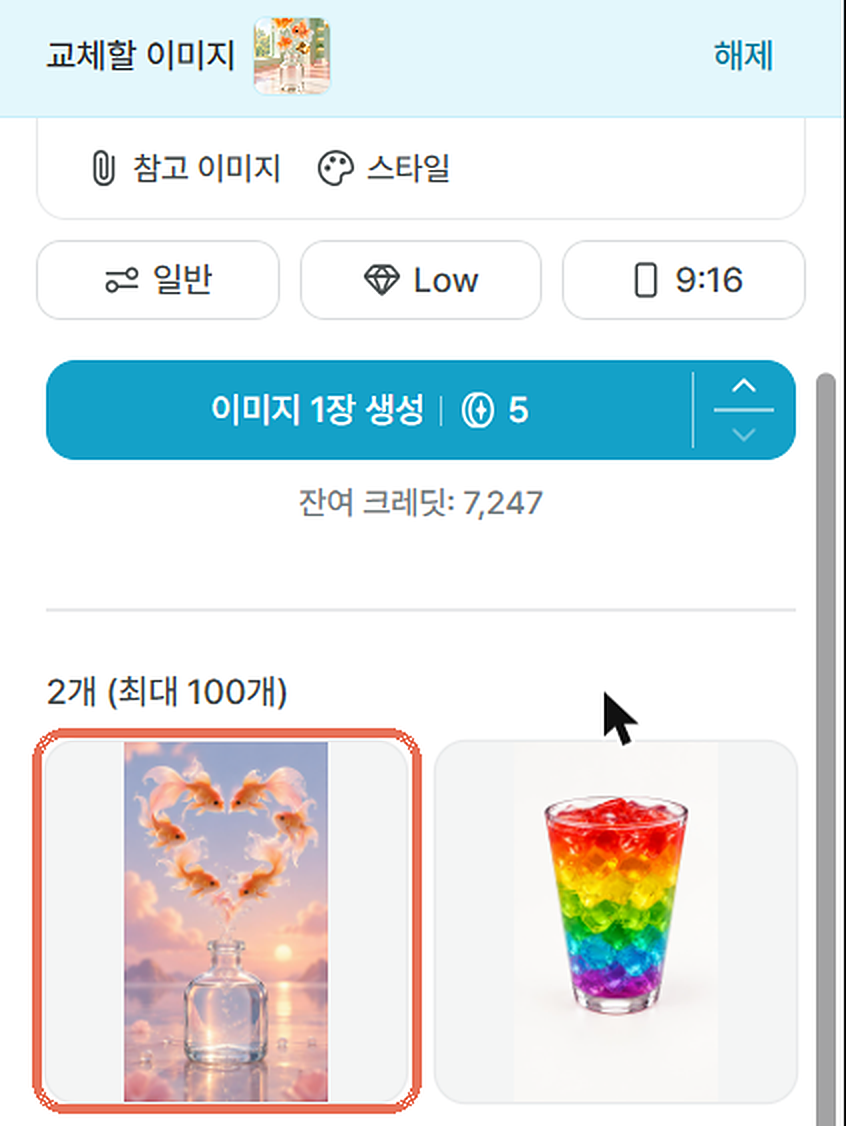 교체할 이미지 해제
참고 이미지 스타일
일반 Low 9:16
이미지 1장 생성 5
잔여 크레딧: 7,247
2개 (최대 100개)